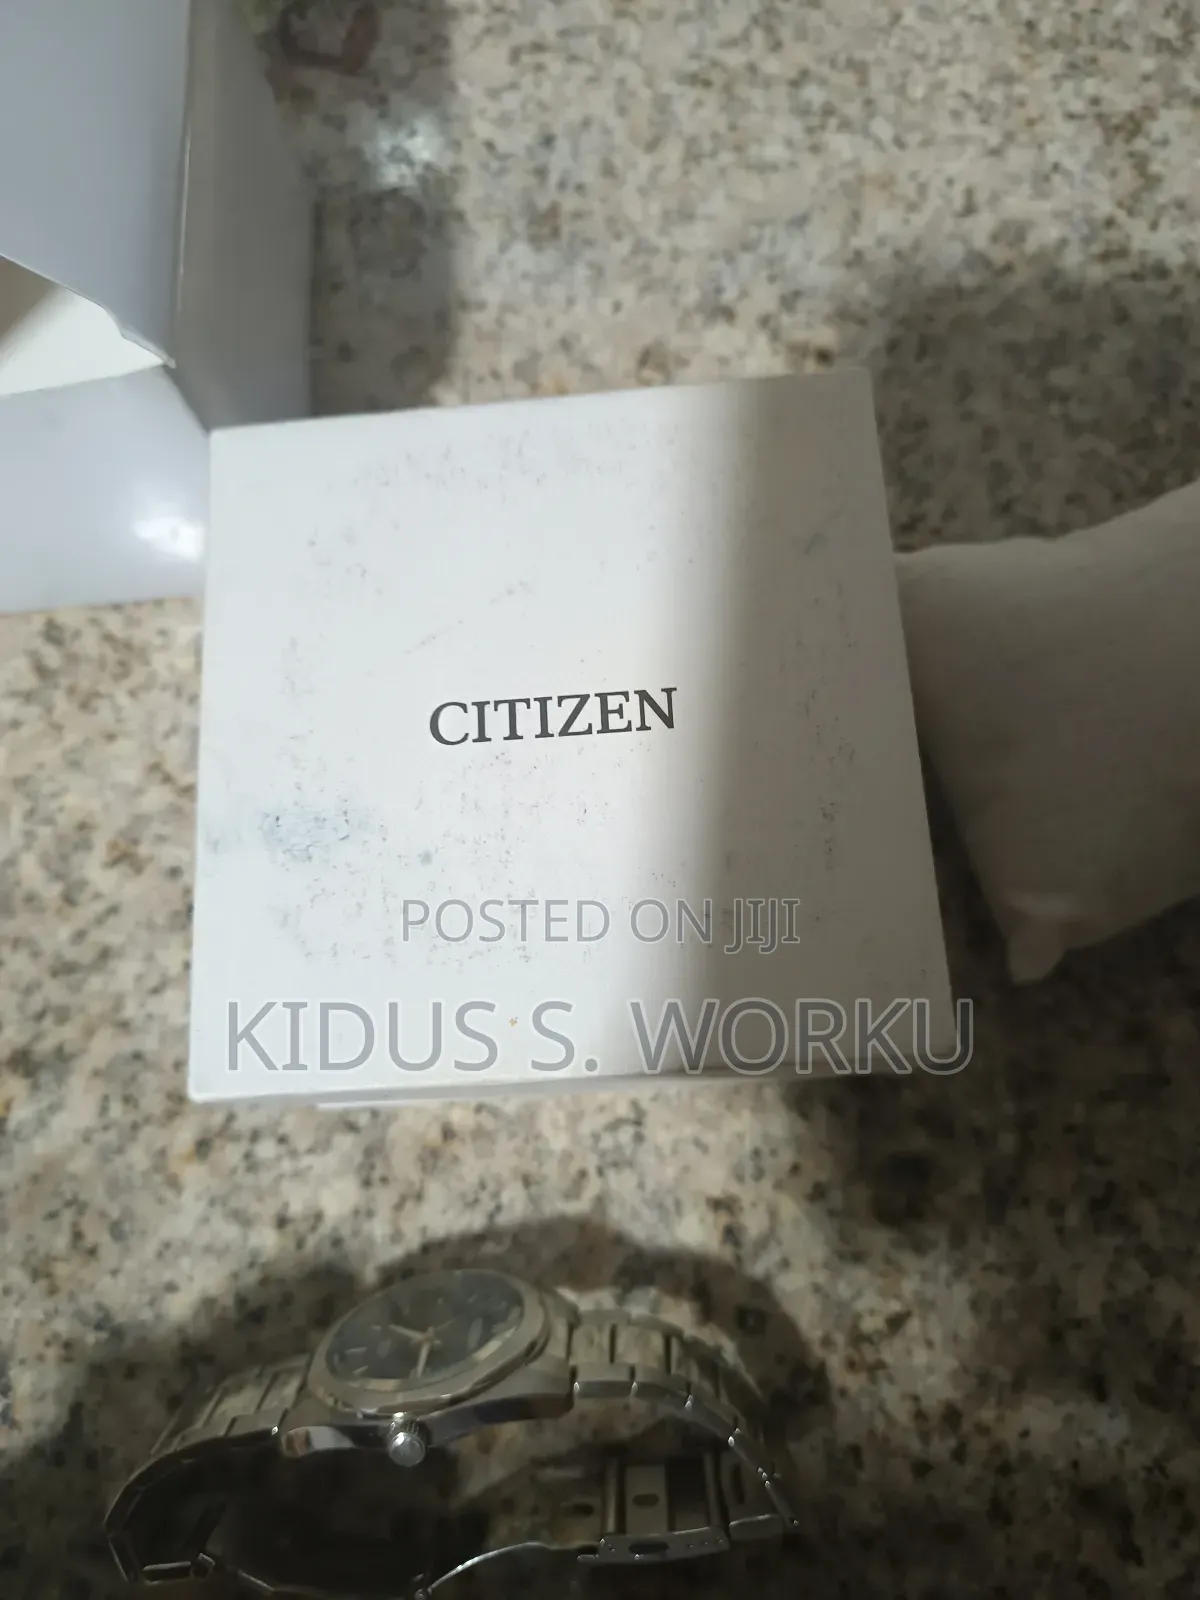 CITIZEN
POSTED ON JIJI
KIDUS S. WORKU